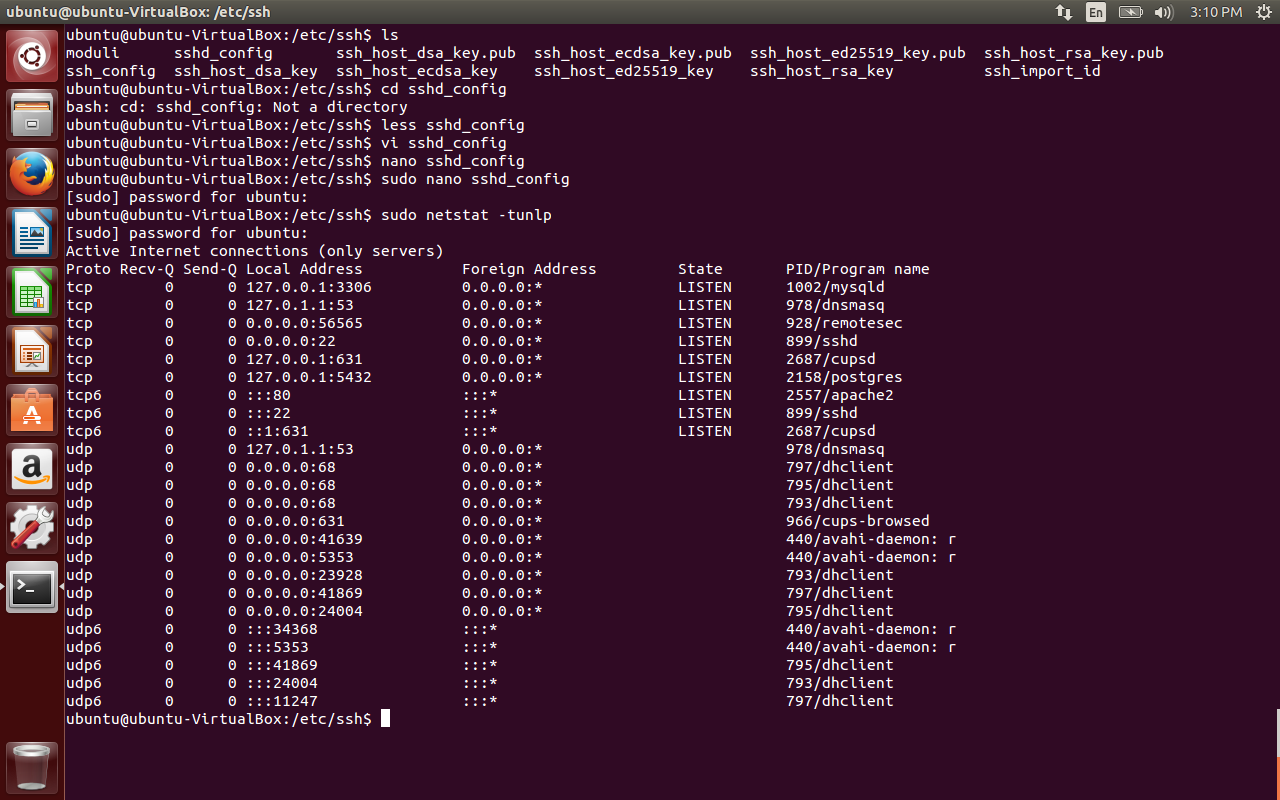 ubuntu@ubuntu-VirtualBox: /etc/ssh En 3:10 PM
ubuntu@ubuntu-VirtualBox:/etc/ssh$ ls
moduli sshd_config ssh_host_dsa_key.pub ssh_host_ecdsa_key.pub ssh_host_ed25519_key.pub ssh_host_rsa_key.pub
ssh_config ssh_host_dsa_key ssh_host_ecdsa_key ssh_host_ed25519_key ssh_host_rsa_key ssh_import_id
ubuntu@ubuntu-VirtualBox:/etc/ssh$ cd sshd_config
bash: cd: sshd_config: Not a directory
ubuntu@ubuntu-VirtualBox:/etc/ssh$ less sshd_config
ubuntu@ubuntu-VirtualBox:/etc/ssh$ vi sshd_config
ubuntu@ubuntu-VirtualBox:/etc/ssh$ nano sshd_config
ubuntu@ubuntu-VirtualBox:/etc/ssh$ sudo nano sshd_config
[sudo] password for ubuntu:
ubuntu@ubuntu-VirtualBox:/etc/ssh$ sudo netstat -tunlp
[sudo] password for ubuntu:
Active Internet connections (only servers)
Proto Recv-Q Send-Q Local Address Foreign Address State PID/Program name
tcp 0 0 127.0.0.1:3306 0.0.0.0:* LISTEN 1002/mysqld
tcp 0 0 127.0.1.1:53 0.0.0.0:* LISTEN 978/dnsmasq
tcp 0 0 0.0.0.0:56565 0.0.0.0:* LISTEN 928/remotesec
tcp 0 0 0.0.0.0:22 0.0.0.0:* LISTEN 899/sshd
tcp 0 0 127.0.0.1:631 0.0.0.0:* LISTEN 2687/cupsd
tcp 0 0 127.0.0.1:5432 0.0.0.0:* LISTEN 2158/postgres
tcp6 0 0 :::80 :::* LISTEN 2557/apache2
tcp6 0 0 :::22 :::* LISTEN 899/sshd
tcp6 0 0 ::1:631 :::* LISTEN 2687/cupsd
udp 0 0 127.0.1.1:53 0.0.0.0:* 978/dnsmasq
udp 0 0 0.0.0.0:68 0.0.0.0:* 797/dhclient
udp 0 0 0.0.0.0:68 0.0.0.0:* 795/dhclient
udp 0 0 0.0.0.0:68 0.0.0.0:* 793/dhclient
udp 0 0 0.0.0.0:631 0.0.0.0:* 966/cups-browsed
udp 0 0 0.0.0.0:41639 0.0.0.0:* 440/avahi-daemon: r
udp 0 0 0.0.0.0:5353 0.0.0.0:* 440/avahi-daemon: r
udp 0 0 0.0.0.0:23928 0.0.0.0:* 793/dhclient
udp 0 0 0.0.0.0:41869 0.0.0.0:* 797/dhclient
udp 0 0 0.0.0.0:24004 0.0.0.0:* 795/dhclient
udp6 0 0 :::34368 :::* 440/avahi-daemon: r
udp6 0 0 :::5353 :::* 440/avahi-daemon: r
udp6 0 0 :::41869 :::* 795/dhclient
udp6 0 0 :::24004 :::* 793/dhclient
udp6 0 0 :::11247 :::* 797/dhclient
ubuntu@ubuntu-VirtualBox:/etc/ssh$